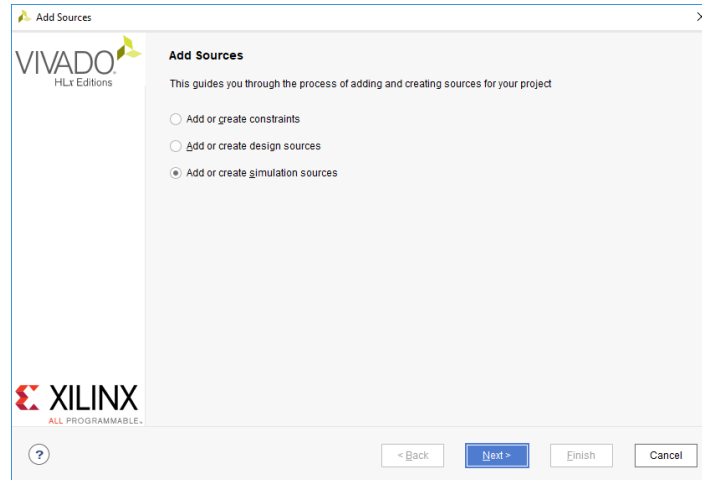 Add Sources
VIVADO
HLx Editions
Add Sources
This guides you through the process of adding and creating sources for your project
Add or create constraints
Add or create design sources
Add or create simulation sources
XILINX
ALL PROGRAMMABLE.
? < Back Next > Finish Cancel